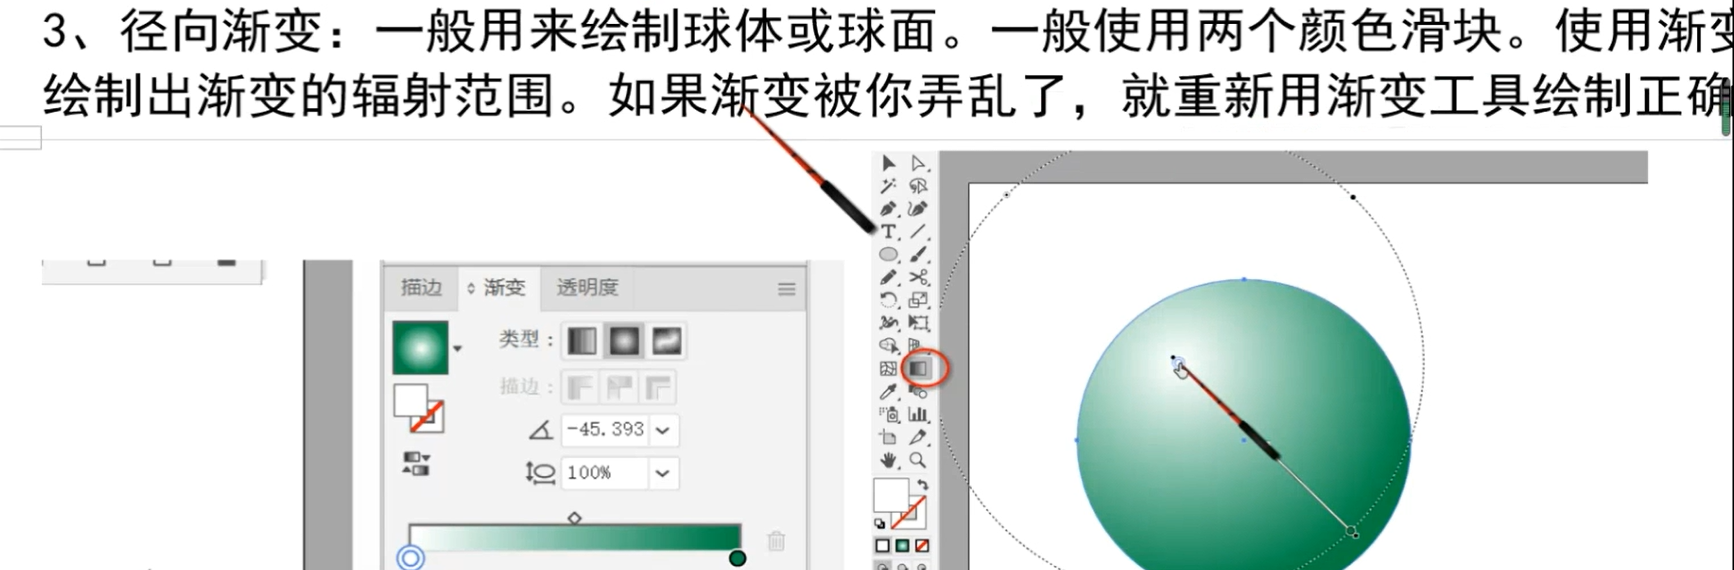 3、径向渐变：一般用来绘制球体或球面。一般使用两个颜色滑块。使用渐变
绘制出渐变的辐射范围。如果渐变被你弄乱了，就重新用渐变工具绘制正确
描边 渐变 透明度
类型：
描边：
-45.393
100%